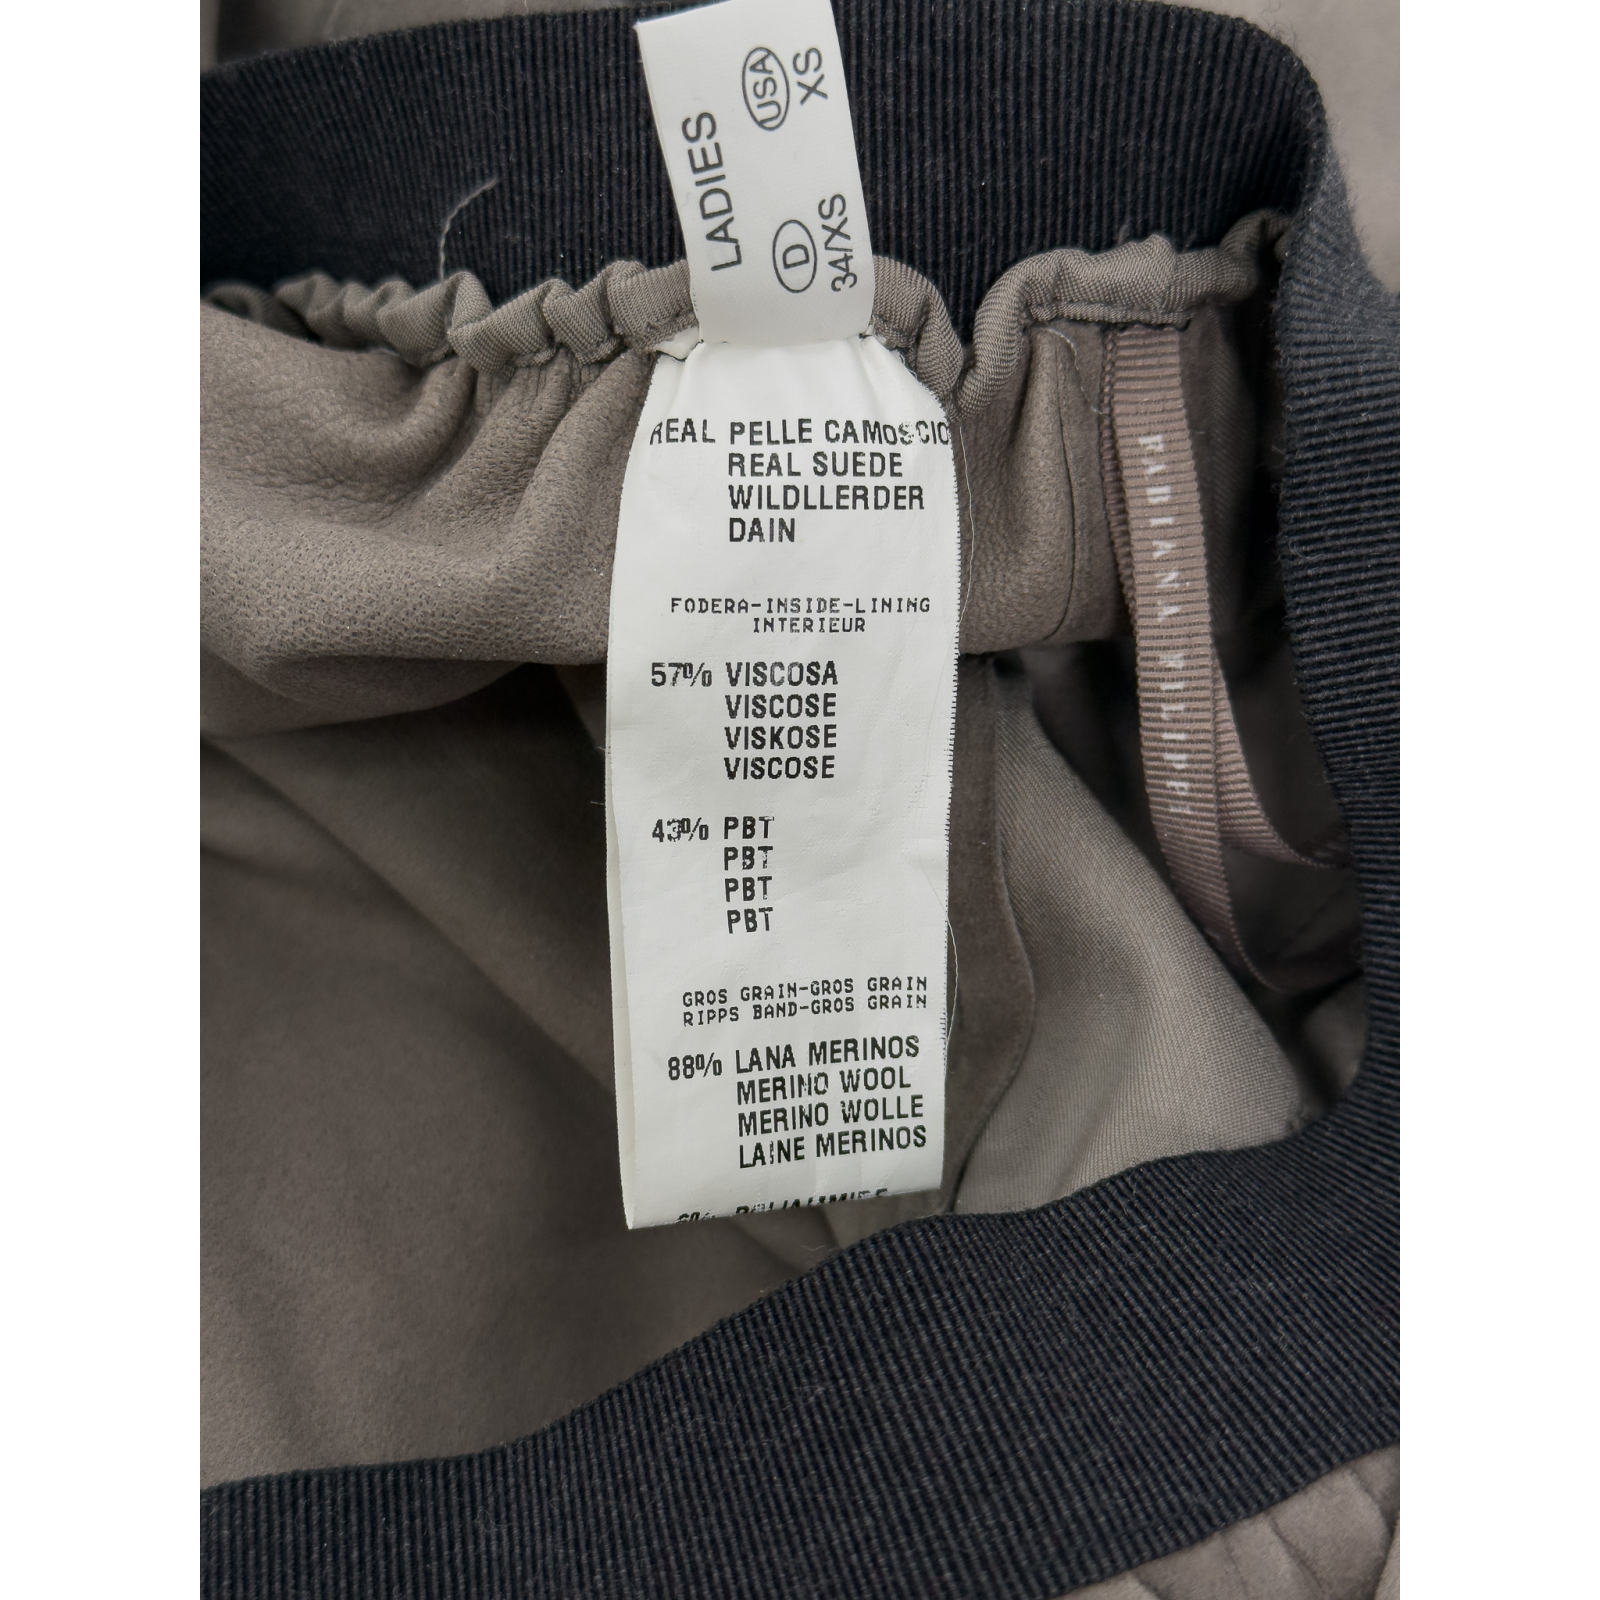 LADIES
USA
XS
D
34/XS
REAL PELLE CAMOSCIO
REAL SUEDE
WILDLLERDER
DAIN
FODERA-INSIDE-LINING
INTERIEUR
57% VISCOSA
VISCOSE
VISKOSE
VISCOSE
43% PBT
PBT
PBT
PBT
GROS GRAIN-GROS GRAIN
RIPPS BAND-GROS GRAIN
88% LANA MERINOS
MERINO WOOL
MERINO WOLLE
LAINE MERINOS
FABIANA FILIPPI